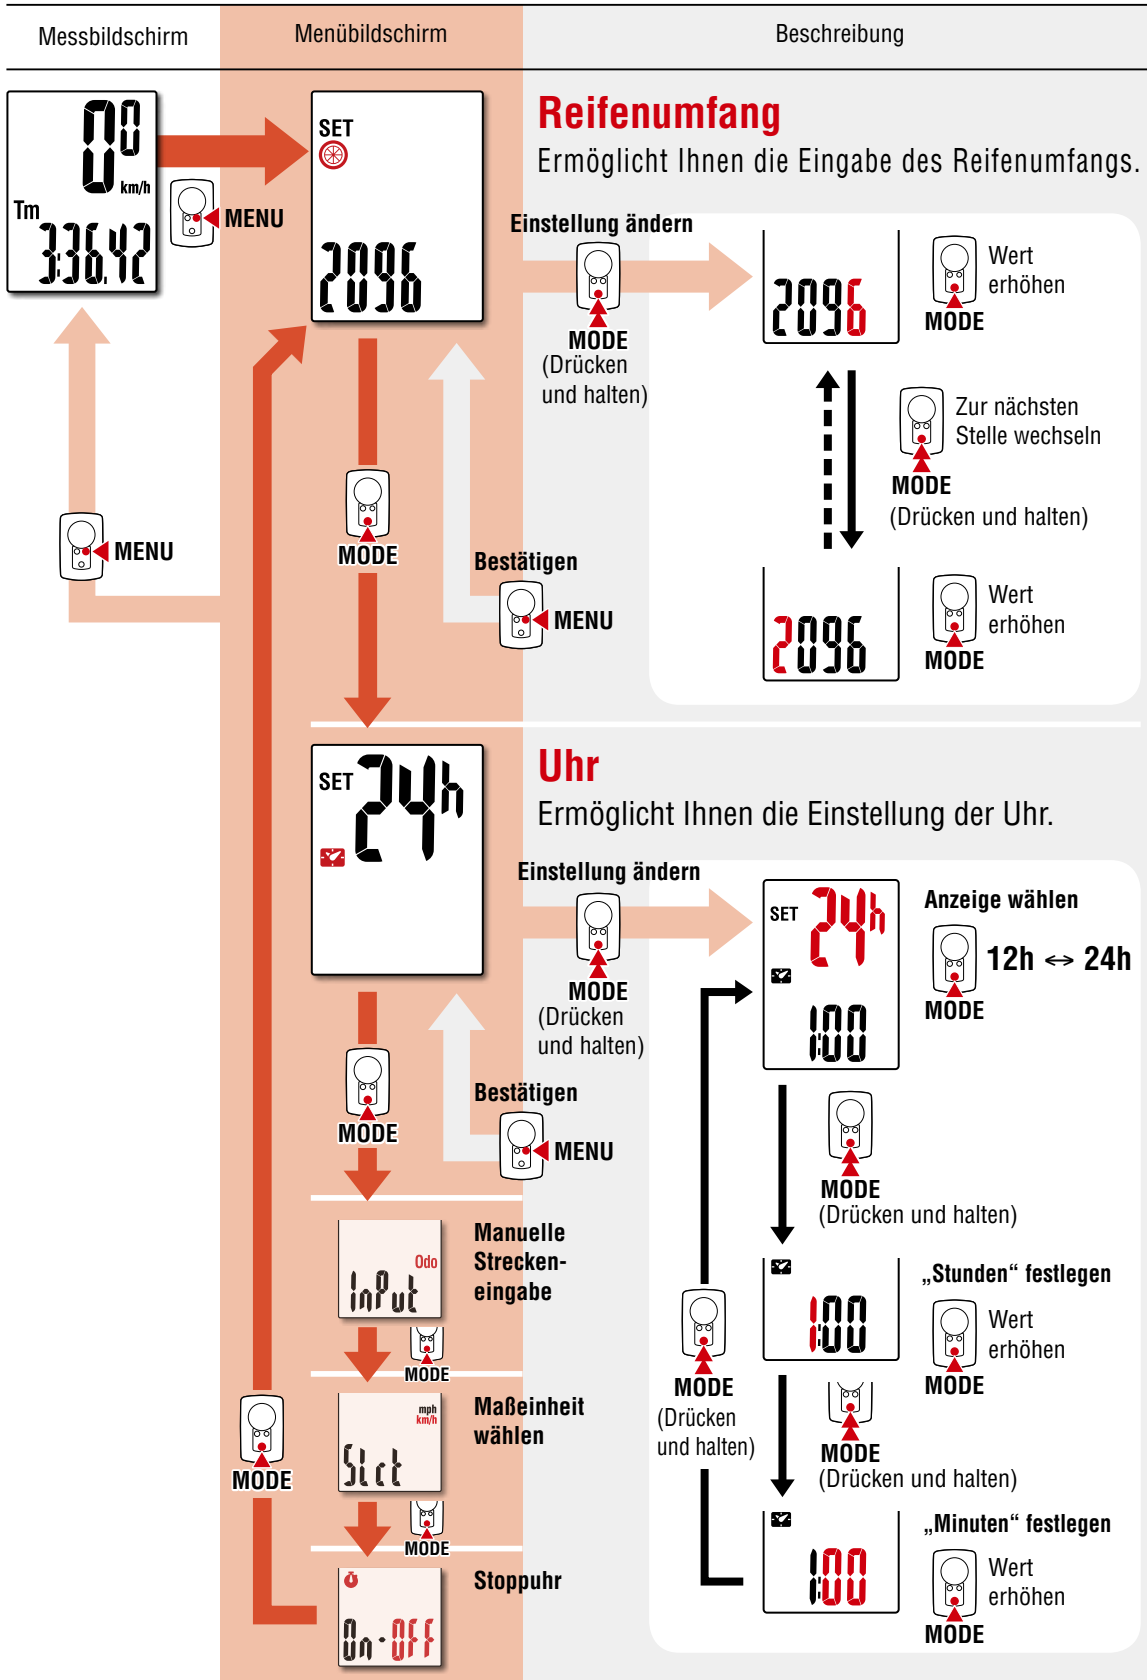 Messbildschirm
Menübildschirm
Beschreibung
0 0
km/h
Tm
3:36.42
MENU
SET
2096
Reifenumfang
Ermöglicht Ihnen die Eingabe des Reifenumfangs.
Einstellung ändern
MODE
(Drücken
und halten)
2096
Wert
erhöhen
MODE
Zur nächsten
Stelle wechseln
MODE
(Drücken und halten)
2096
Wert
erhöhen
MODE
MENU
MODE
Bestätigen
MENU
SET
24h
Uhr
Ermöglicht Ihnen die Einstellung der Uhr.
Einstellung ändern
MODE
(Drücken
und halten)
SET
24h
1:00
Anzeige wählen
12h ↔ 24h
MODE
MODE
Bestätigen
MENU
MODE
(Drücken und halten)
1:00
„Stunden“ festlegen
Wert
erhöhen
MODE
MODE
(Drücken
und halten)
MODE
(Drücken und halten)
1:00
„Minuten“ festlegen
Wert
erhöhen
MODE
Odo
InPut
Manuelle
Strecken-
eingabe
MODE
mph
km/h
Slct
Maßeinheit
wählen
MODE
MODE
On-OFF
Stoppuhr